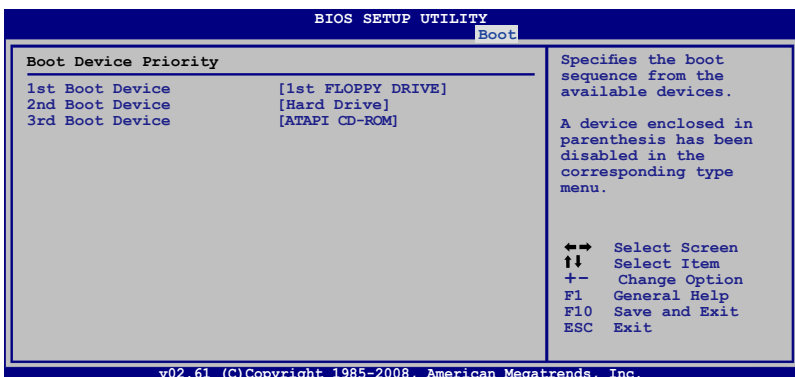 BIOS SETUP UTILITY
Boot
Boot Device Priority
1st Boot Device [1st FLOPPY DRIVE]
2nd Boot Device [Hard Drive]
3rd Boot Device [ATAPI CD-ROM]
Specifies the boot
sequence from the
available devices.
A device enclosed in
parenthesis has been
disabled in the
corresponding type
menu.
←→ Select Screen
↑↓ Select Item
+- Change Option
F1 General Help
F10 Save and Exit
ESC Exit
v02.61 (C)Copyright 1985-2008, American Megatrends, Inc.